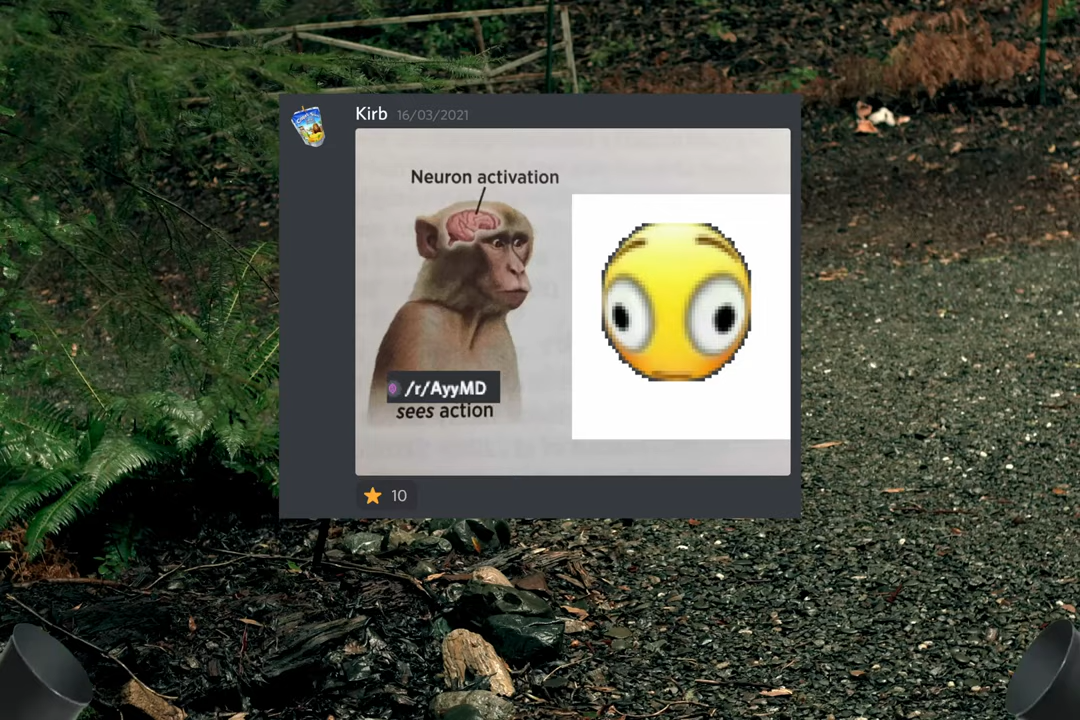 Kirb 16/03/2021
Neuron activation
/r/AyyMD
sees action
10